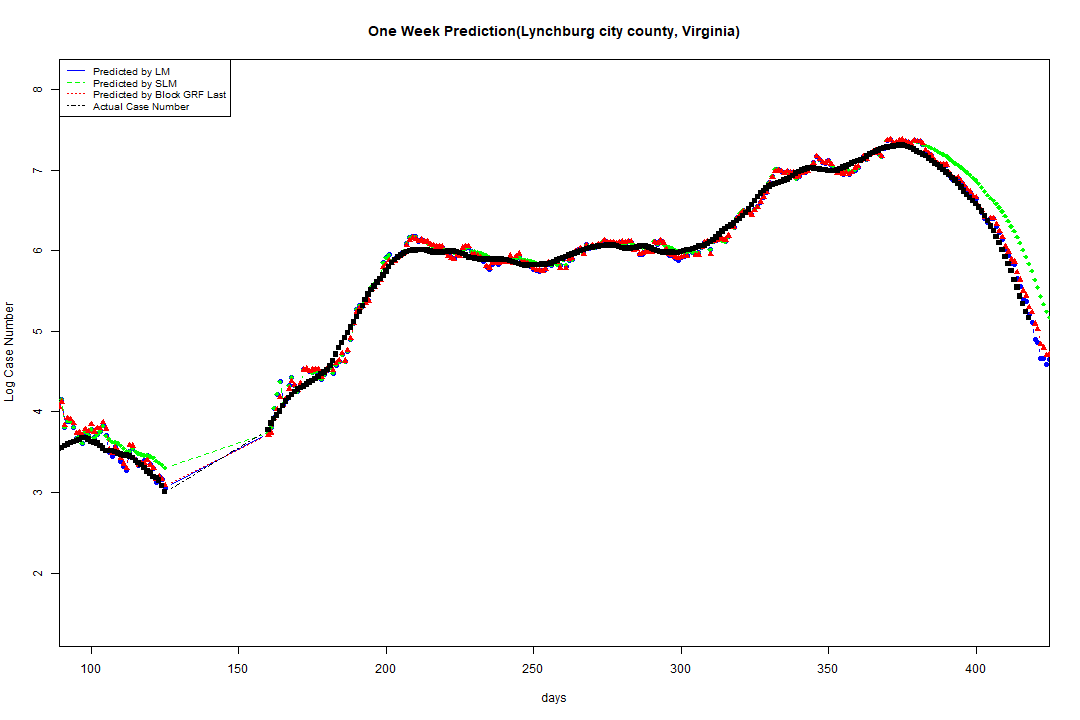 One Week Prediction(Lynchburg city county, Virginia)
Predicted by LM
Predicted by SLM
Predicted by Block GRF Last
Actual Case Number
8
7
6
5
4
3
2
Log Case Number
100 150 200 250 300 350 400
days